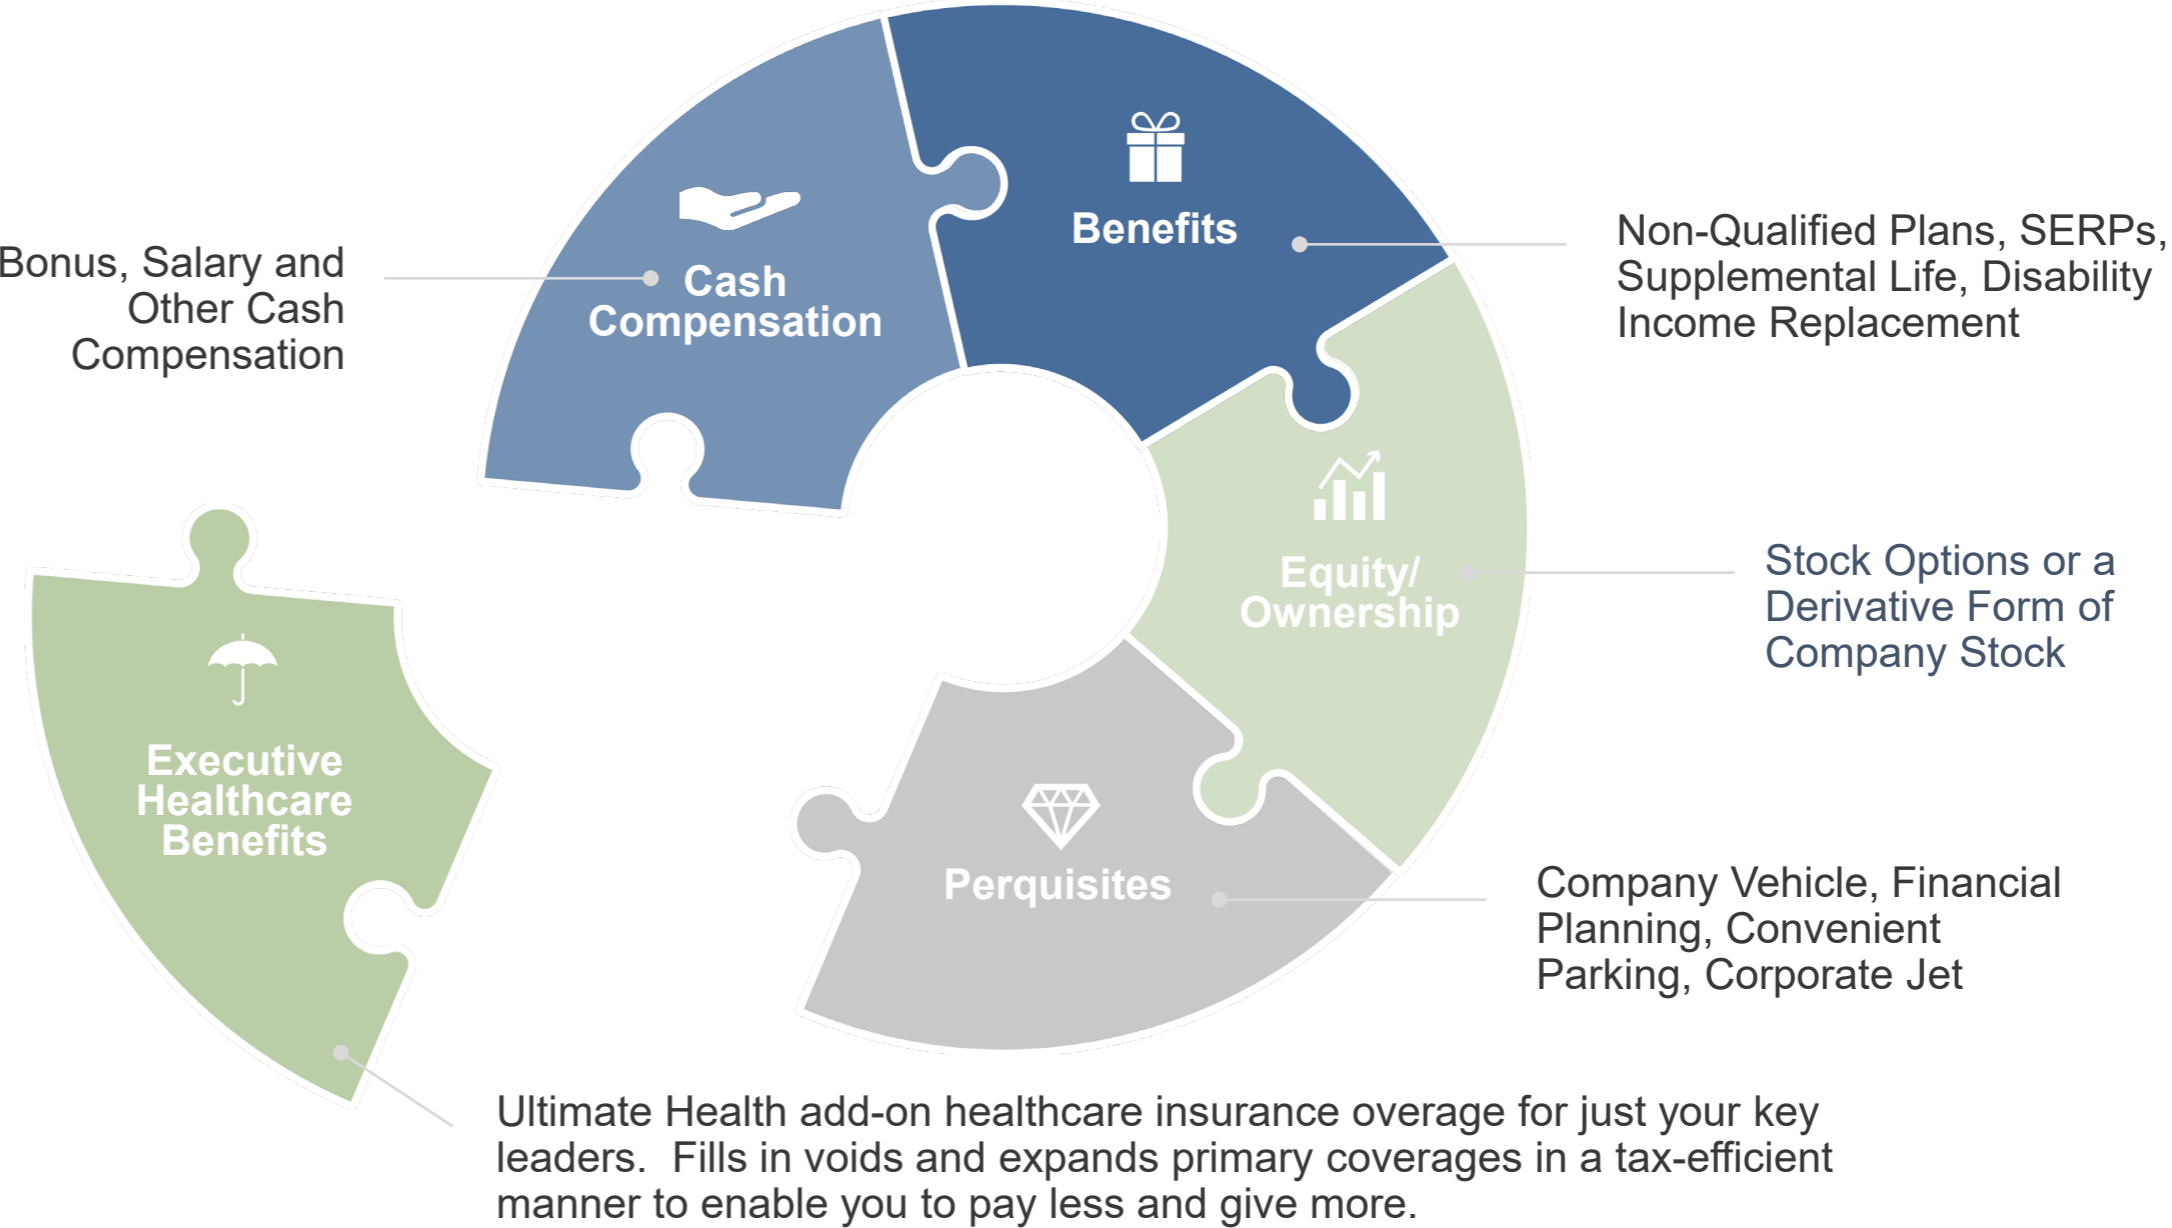 Benefits
Cash
Compensation
Bonus, Salary and
Other Cash
Compensation
Non-Qualified Plans, SERPs,
Supplemental Life, Disability
Income Replacement
Equity/
Ownership
Stock Options or a
Derivative Form of
Company Stock
Executive
Healthcare
Benefits
Perquisites
Company Vehicle, Financial
Planning, Convenient
Parking, Corporate Jet
Ultimate Health add-on healthcare insurance overage for just your key
leaders.  Fills in voids and expands primary coverages in a tax-efficient
manner to enable you to pay less and give more.